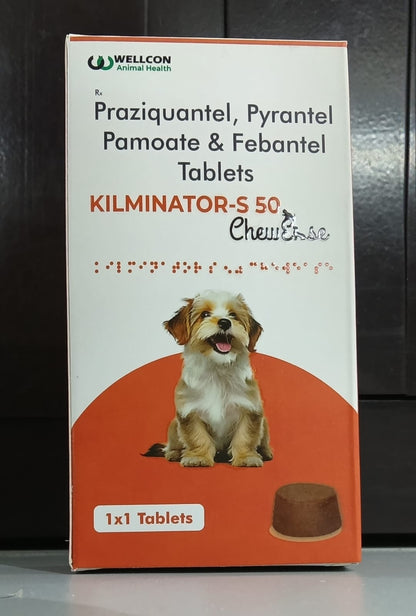 WELLCON
Animal Health
Rx
Praziquantel, Pyrantel
Pamoate & Febantel
Tablets
KILMINATOR-S 50
ChewEase
1x1 Tablets